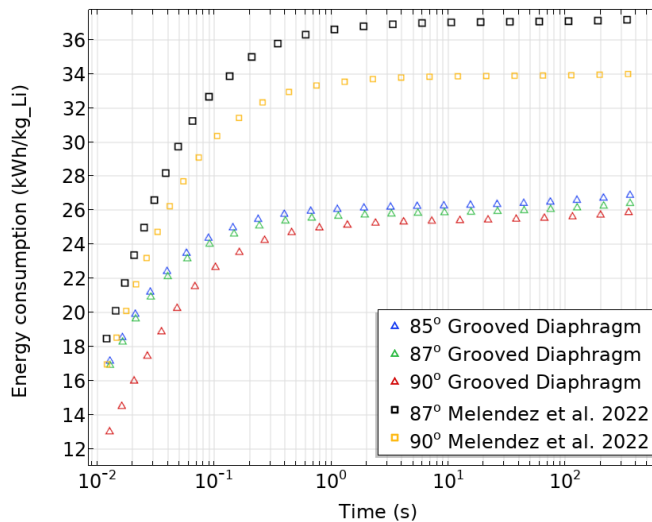 Energy consumption (kWh/kg_Li)
36
34
32
30
28
26
24
22
20
18
16
14
12
85° Grooved Diaphragm
87° Grooved Diaphragm
90° Grooved Diaphragm
87° Melendez et al. 2022
90° Melendez et al. 2022
10⁻² 10⁻¹ 10⁰ 10¹ 10²
Time (s)